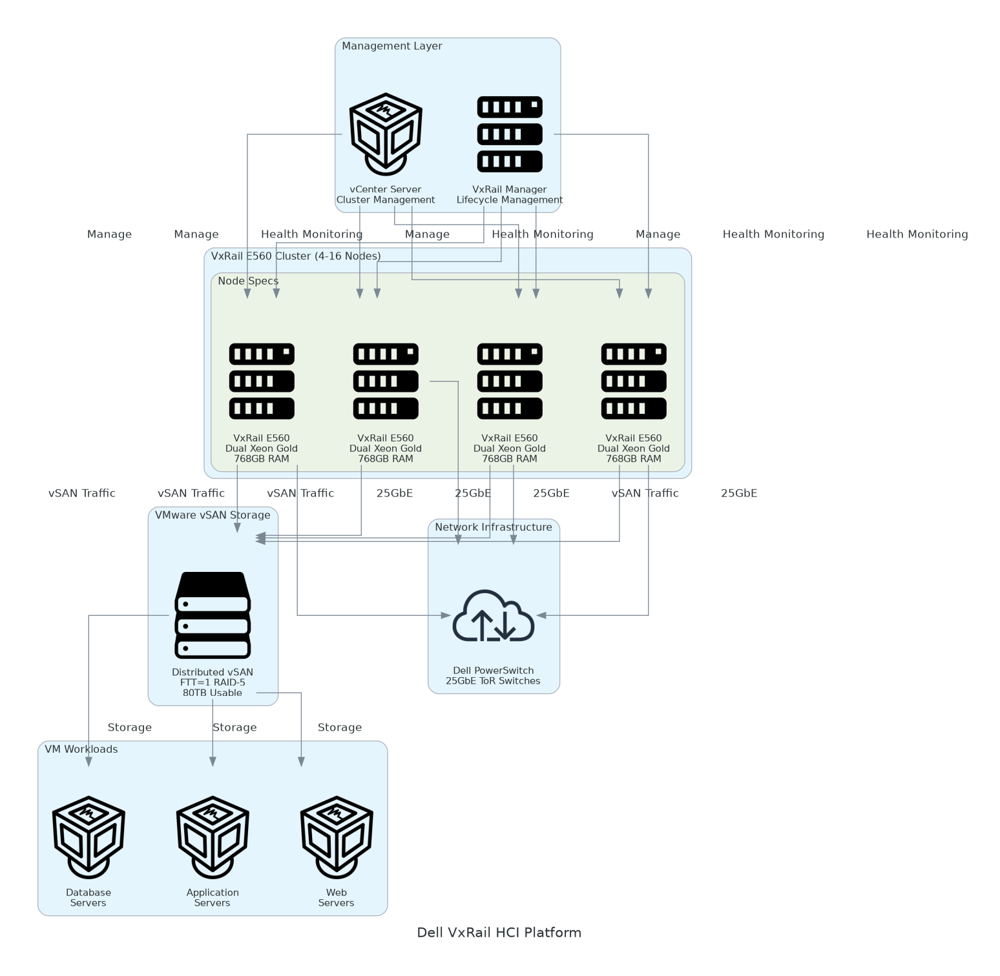 Management Layer
vCenter Server
Cluster Management
VxRail Manager
Lifecycle Management
Manage
Manage
Health Monitoring
Manage
Health Monitoring
Manage
Health Monitoring
Health Monitoring
VxRail E560 Cluster (4-16 Nodes)
Node Specs
VxRail E560
Dual Xeon Gold
768GB RAM
VxRail E560
Dual Xeon Gold
768GB RAM
VxRail E560
Dual Xeon Gold
768GB RAM
VxRail E560
Dual Xeon Gold
768GB RAM
vSAN Traffic
vSAN Traffic
vSAN Traffic
25GbE
25GbE
25GbE
vSAN Traffic
25GbE
VMware vSAN Storage
Network Infrastructure
Distributed vSAN
FTT=1 RAID-5
80TB Usable
Dell PowerSwitch
25GbE ToR Switches
Storage
Storage
Storage
VM Workloads
Database
Servers
Application
Servers
Web
Servers
Dell VxRail HCI Platform